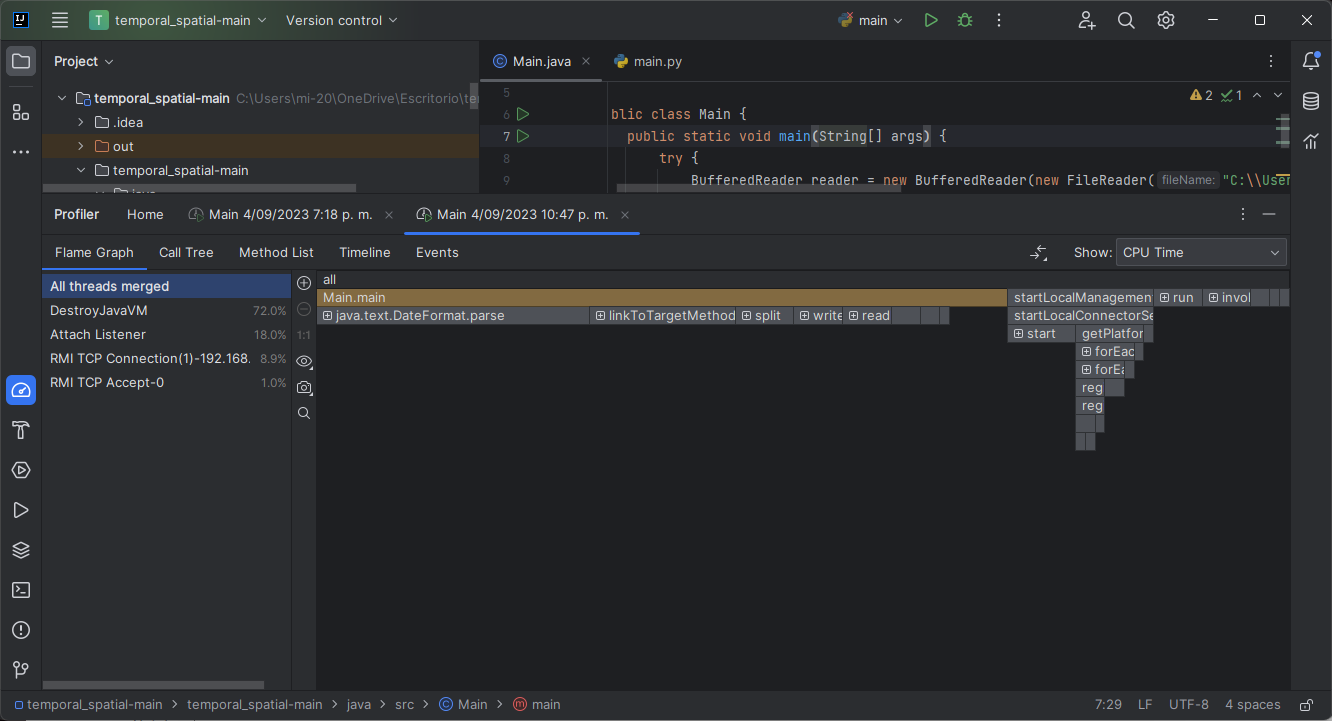 T temporal_spatial-main Version control main
Project
Main.java main.py
temporal_spatial-main C:\Users\mi-20\OneDrive\Escritorio\te
.idea
out
temporal_spatial-main
java
5
6 blic class Main {
7 public static void main(String[] args) {
8 try {
9 BufferedReader reader = new BufferedReader(new FileReader( fileName: "C:\\User
2 1
Profiler Home Main 4/09/2023 7:18 p. m. Main 4/09/2023 10:47 p. m.
Flame Graph Call Tree Method List Timeline Events Show: CPU Time
All threads merged
DestroyJavaVM 72.0%
Attach Listener 18.0%
RMI TCP Connection(1)-192.168. 8.9%
RMI TCP Accept-0 1.0%
1:1
all
Main.main startLocalManagemen run invol
java.text.DateFormat.parse linkToTargetMethod split write read startLocalConnectorSe
start getPlatfor
forEac
forEa
reg
reg
temporal_spatial-main temporal_spatial-main java src Main main 7:29 LF UTF-8 4 spaces